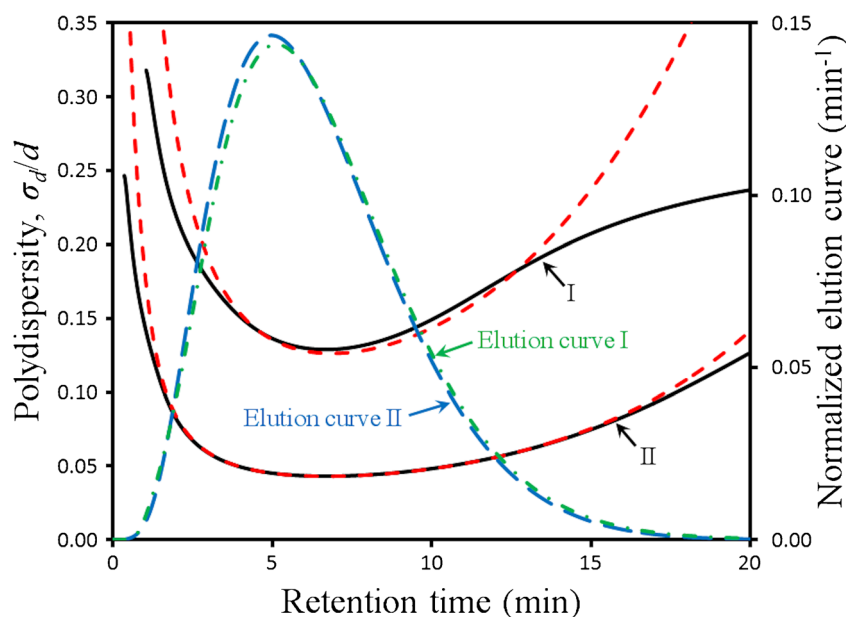 0.35
0.30
0.25
0.20
0.15
0.10
0.05
0.00
Polydispersity, σd/d
0.15
0.10
0.05
0.00
Normalized elution curve (min-1)
I
Elution curve I
Elution curve II
II
0
5
10
15
20
Retention time (min)